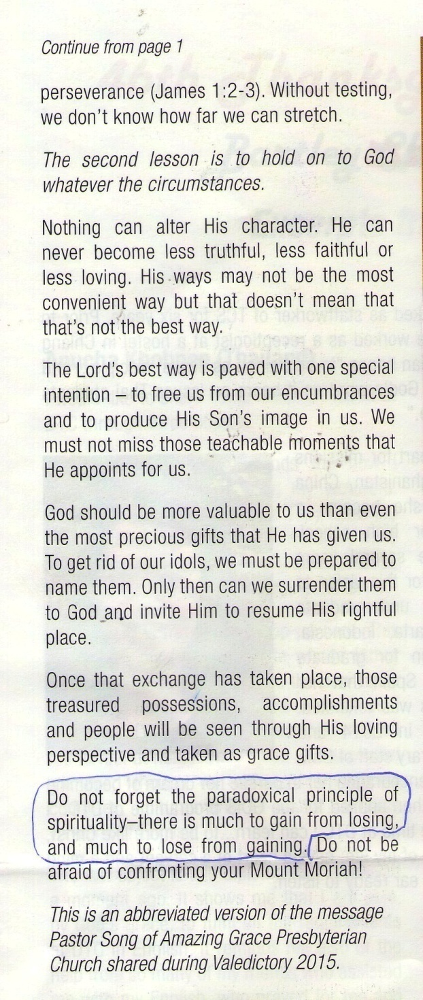 Continue from page 1
perseverance (James 1:2-3). Without testing,
we don't know how far we can stretch.
The second lesson is to hold on to God
whatever the circumstances.
Nothing can alter His character. He can
never become less truthful, less faithful or
less loving. His ways may not be the most
convenient way but that doesn't mean that
that's not the best way.
The Lord's best way is paved with one special
intention – to free us from our encumbrances
and to produce His Son's image in us. We
must not miss those teachable moments that
He appoints for us.
God should be more valuable to us than even
the most precious gifts that He has given us.
To get rid of our idols, we must be prepared to
name them. Only then can we surrender them
to God and invite Him to resume His rightful
place.
Once that exchange has taken place, those
treasured possessions, accomplishments
and people will be seen through His loving
perspective and taken as grace gifts.
Do not forget the paradoxical principle of
spirituality–there is much to gain from losing,
and much to lose from gaining. Do not be
afraid of confronting your Mount Moriah!
This is an abbreviated version of the message
Pastor Song of Amazing Grace Presbyterian
Church shared during Valedictory 2015.